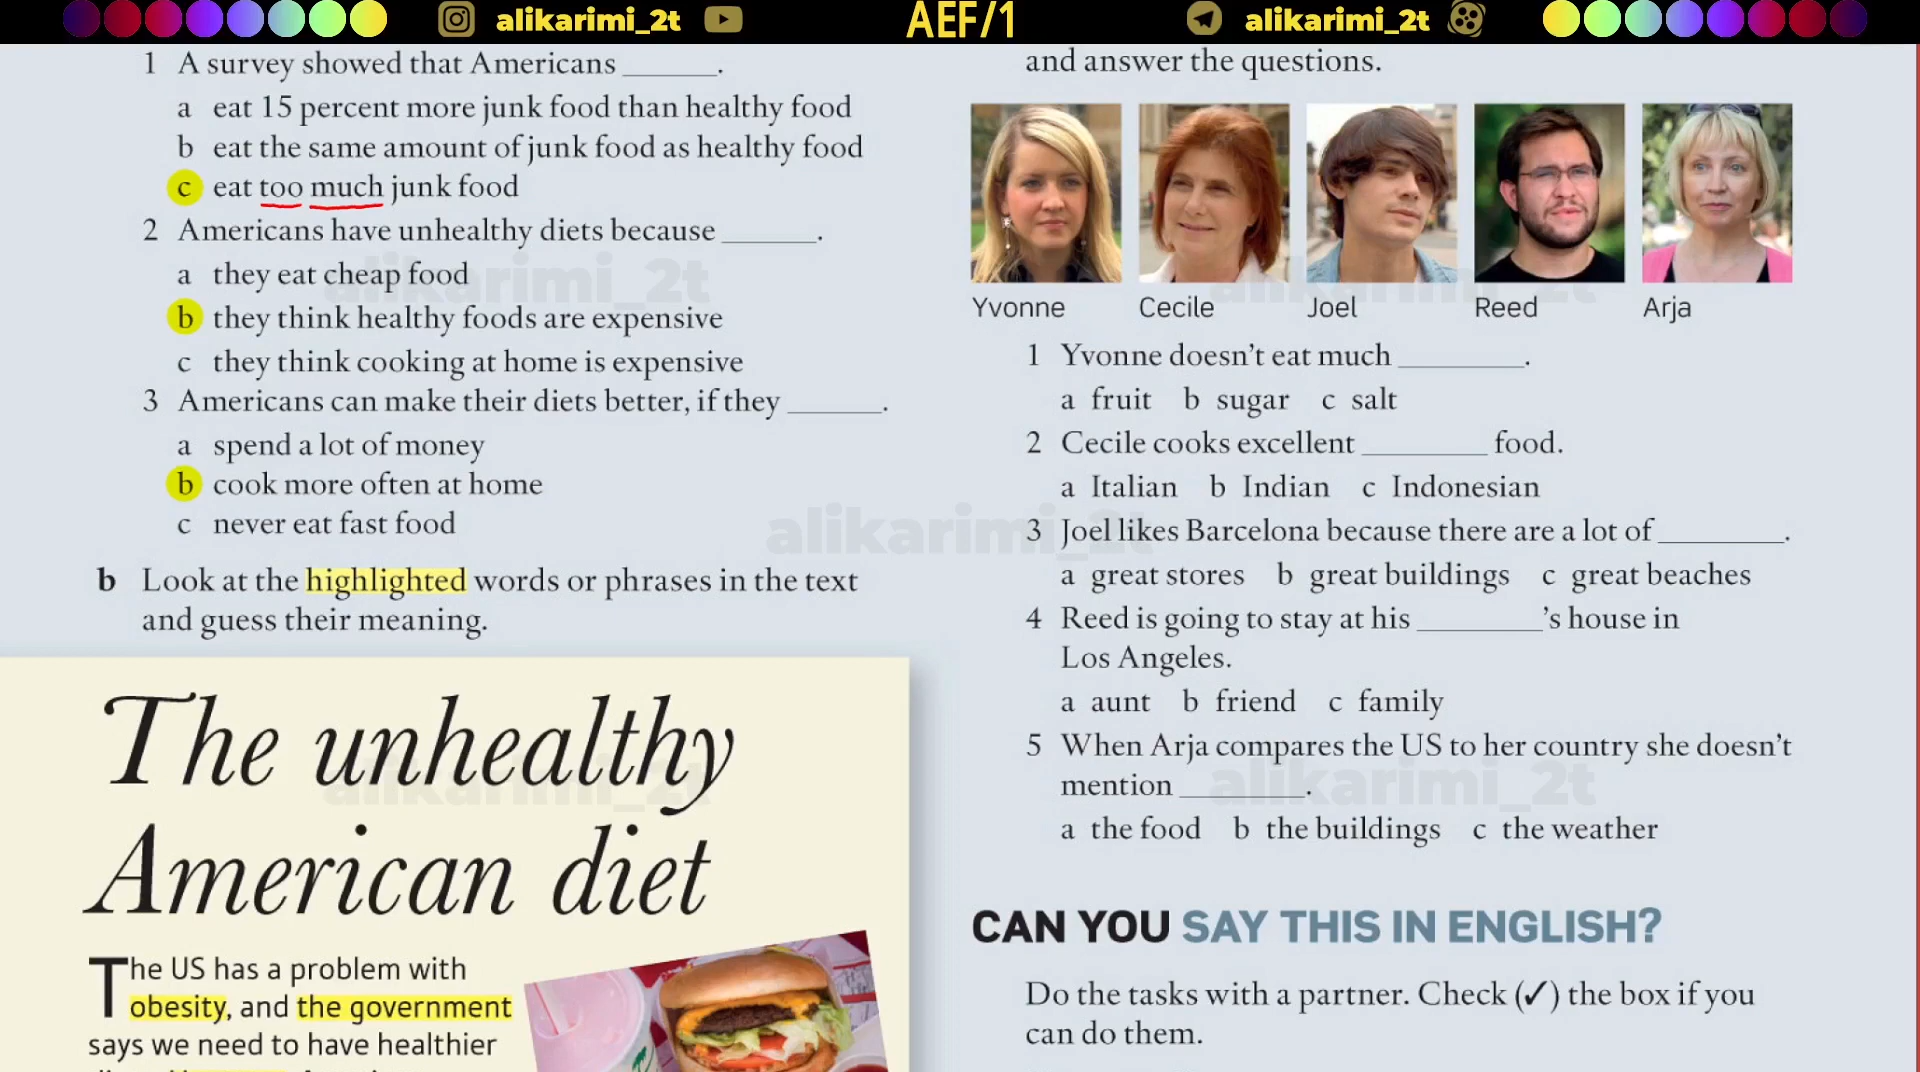 alikarimi_2t
AEF/1
alikarimi_2t
1 A survey showed that Americans ______.
a eat 15 percent more junk food than healthy food
b eat the same amount of junk food as healthy food
c eat too much junk food
2 Americans have unhealthy diets because ______.
a they eat cheap food
b they think healthy foods are expensive
c they think cooking at home is expensive
3 Americans can make their diets better, if they ______.
a spend a lot of money
b cook more often at home
c never eat fast food
b Look at the highlighted words or phrases in the text
and guess their meaning.
The unhealthy
American diet
The US has a problem with
obesity, and the government
says we need to have healthier
and answer the questions.
Yvonne Cecile Joel Reed Arja
1 Yvonne doesn't eat much ________.
a fruit b sugar c salt
2 Cecile cooks excellent ________ food.
a Italian b Indian c Indonesian
3 Joel likes Barcelona because there are a lot of ________.
a great stores b great buildings c great beaches
4 Reed is going to stay at his ________'s house in
Los Angeles.
a aunt b friend c family
5 When Arja compares the US to her country she doesn't
mention ________.
a the food b the buildings c the weather
CAN YOU SAY THIS IN ENGLISH?
Do the tasks with a partner. Check (✓) the box if you
can do them.
alikarimi_2t
alikarimi_2t
alikarimi_2t
alikarimi_2t
alikarimi_2t